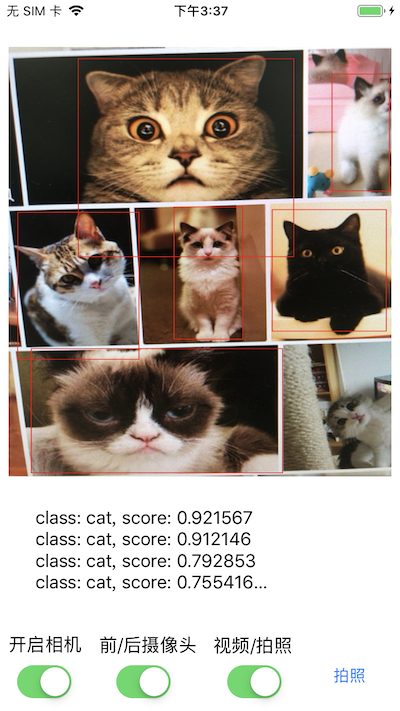 无 SIM 卡 下午3:37
class: cat, score: 0.921567
class: cat, score: 0.912146
class: cat, score: 0.792853
class: cat, score: 0.755416...
开启相机 前/后摄像头 视频/拍照
拍照